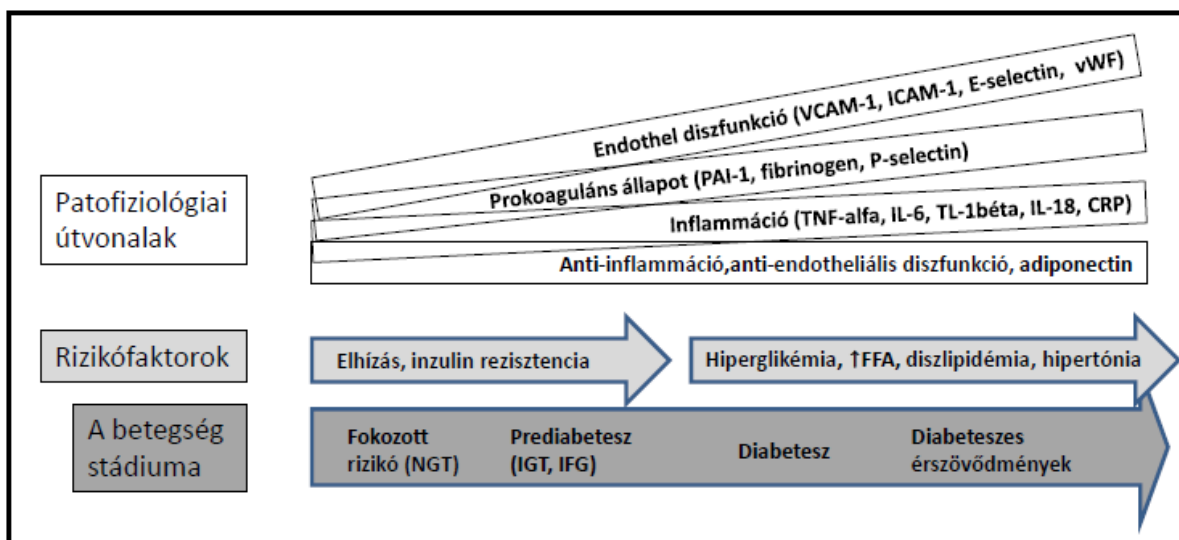 Endothel diszfunkció (VCAM-1, ICAM-1, E-selectin, vWF)
Prokoaguláns állapot (PAI-1, fibrinogen, P-selectin)
Inflammáció (TNF-alfa, IL-6, TL-1béta, IL-18, CRP)
Anti-inflammáció,anti-endotheliális diszfunkció, adiponectin
Patofiziológiai
útvonalak
Rizikófaktorok
Elhízás, inzulin rezisztencia
Hiperglikémia, ↑FFA, diszlipidémia, hipertónia
A betegség
stádiuma
Fokozott
rizikó (NGT)
Prediabetesz
(IGT, IFG)
Diabetesz
Diabeteszes
érszövődmények